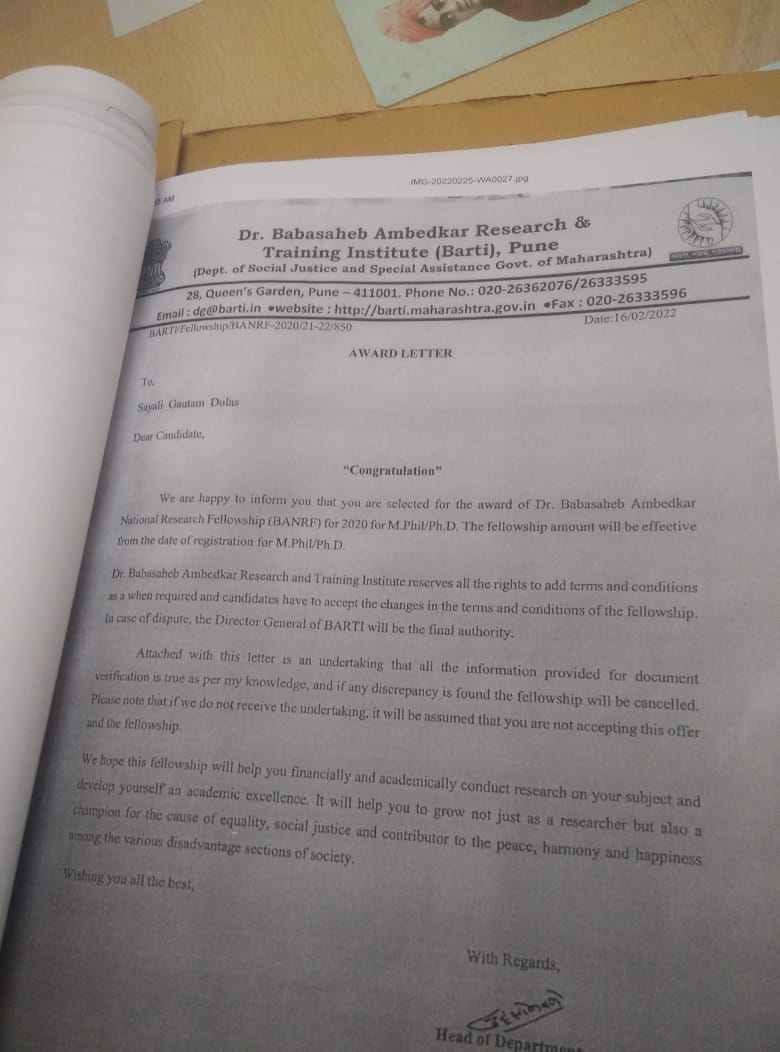 IMG-20220225-WA0027.jpg
5 AM
Dr. Babasaheb Ambedkar Research &
Training Institute (Barti), Pune
(Dept. of Social Justice and Special Assistance Govt. of Maharashtra)
28, Queen's Garden, Pune – 411001. Phone No.: 020-26362076/26333595
Email : dg@barti.in ●website : http://barti.maharashtra.gov.in ●Fax : 020-26333596
BARTI/Fellowship/BANRF-2020/21-22/850
Date:16/02/2022
AWARD LETTER
To,
Sayali Gautam Dolas
Dear Candidate,
“Congratulation”
We are happy to inform you that you are selected for the award of Dr. Babasaheb Ambedkar
National Research Fellowship (BANRF) for 2020 for M.Phil/Ph.D. The fellowship amount will be effective
from the date of registration for M.Phil/Ph.D.
Dr. Babasaheb Ambedkar Research and Training Institute reserves all the rights to add terms and conditions
as a when required and candidates have to accept the changes in the terms and conditions of the fellowship.
In case of dispute, the Director General of BARTI will be the final authority.
Attached with this letter is an undertaking that all the information provided for document
verification is true as per my knowledge, and if any discrepancy is found the fellowship will be cancelled.
Please note that if we do not receive the undertaking, it will be assumed that you are not accepting this offer
and the fellowship.
We hope this fellowship will help you financially and academically conduct research on your subject and
develop yourself an academic excellence. It will help you to grow not just as a researcher but also a
champion for the cause of equality, social justice and contributor to the peace, harmony and happiness
among the various disadvantage sections of society.
Wishing you all the best,
With Regards,
Head of Departmen